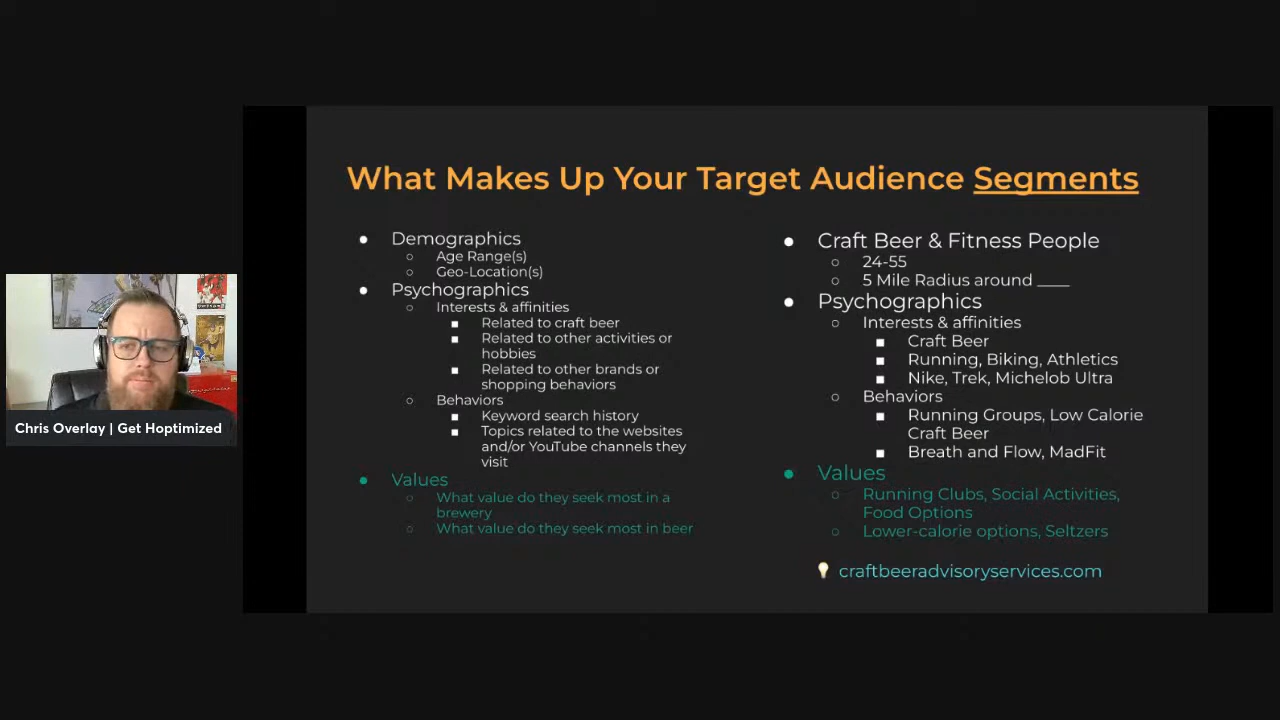 What Makes Up Your Target Audience Segments
Demographics
Age Range(s)
Geo-Location(s)
Psychographics
Interests & affinities
Related to craft beer
Related to other activities or
hobbies
Related to other brands or
shopping behaviors
Behaviors
Keyword search history
Topics related to the websites
and/or YouTube channels they
visit
Values
What value do they seek most in a
brewery
What value do they seek most in beer
Craft Beer & Fitness People
24-55
5 Mile Radius around ____
Psychographics
Interests & affinities
Craft Beer
Running, Biking, Athletics
Nike, Trek, Michelob Ultra
Behaviors
Running Groups, Low Calorie
Craft Beer
Breath and Flow, MadFit
Values
Running Clubs, Social Activities,
Food Options
Lower-calorie options, Seltzers
craftbeeradvisoryservices.com
Chris Overlay | Get Hoptimized